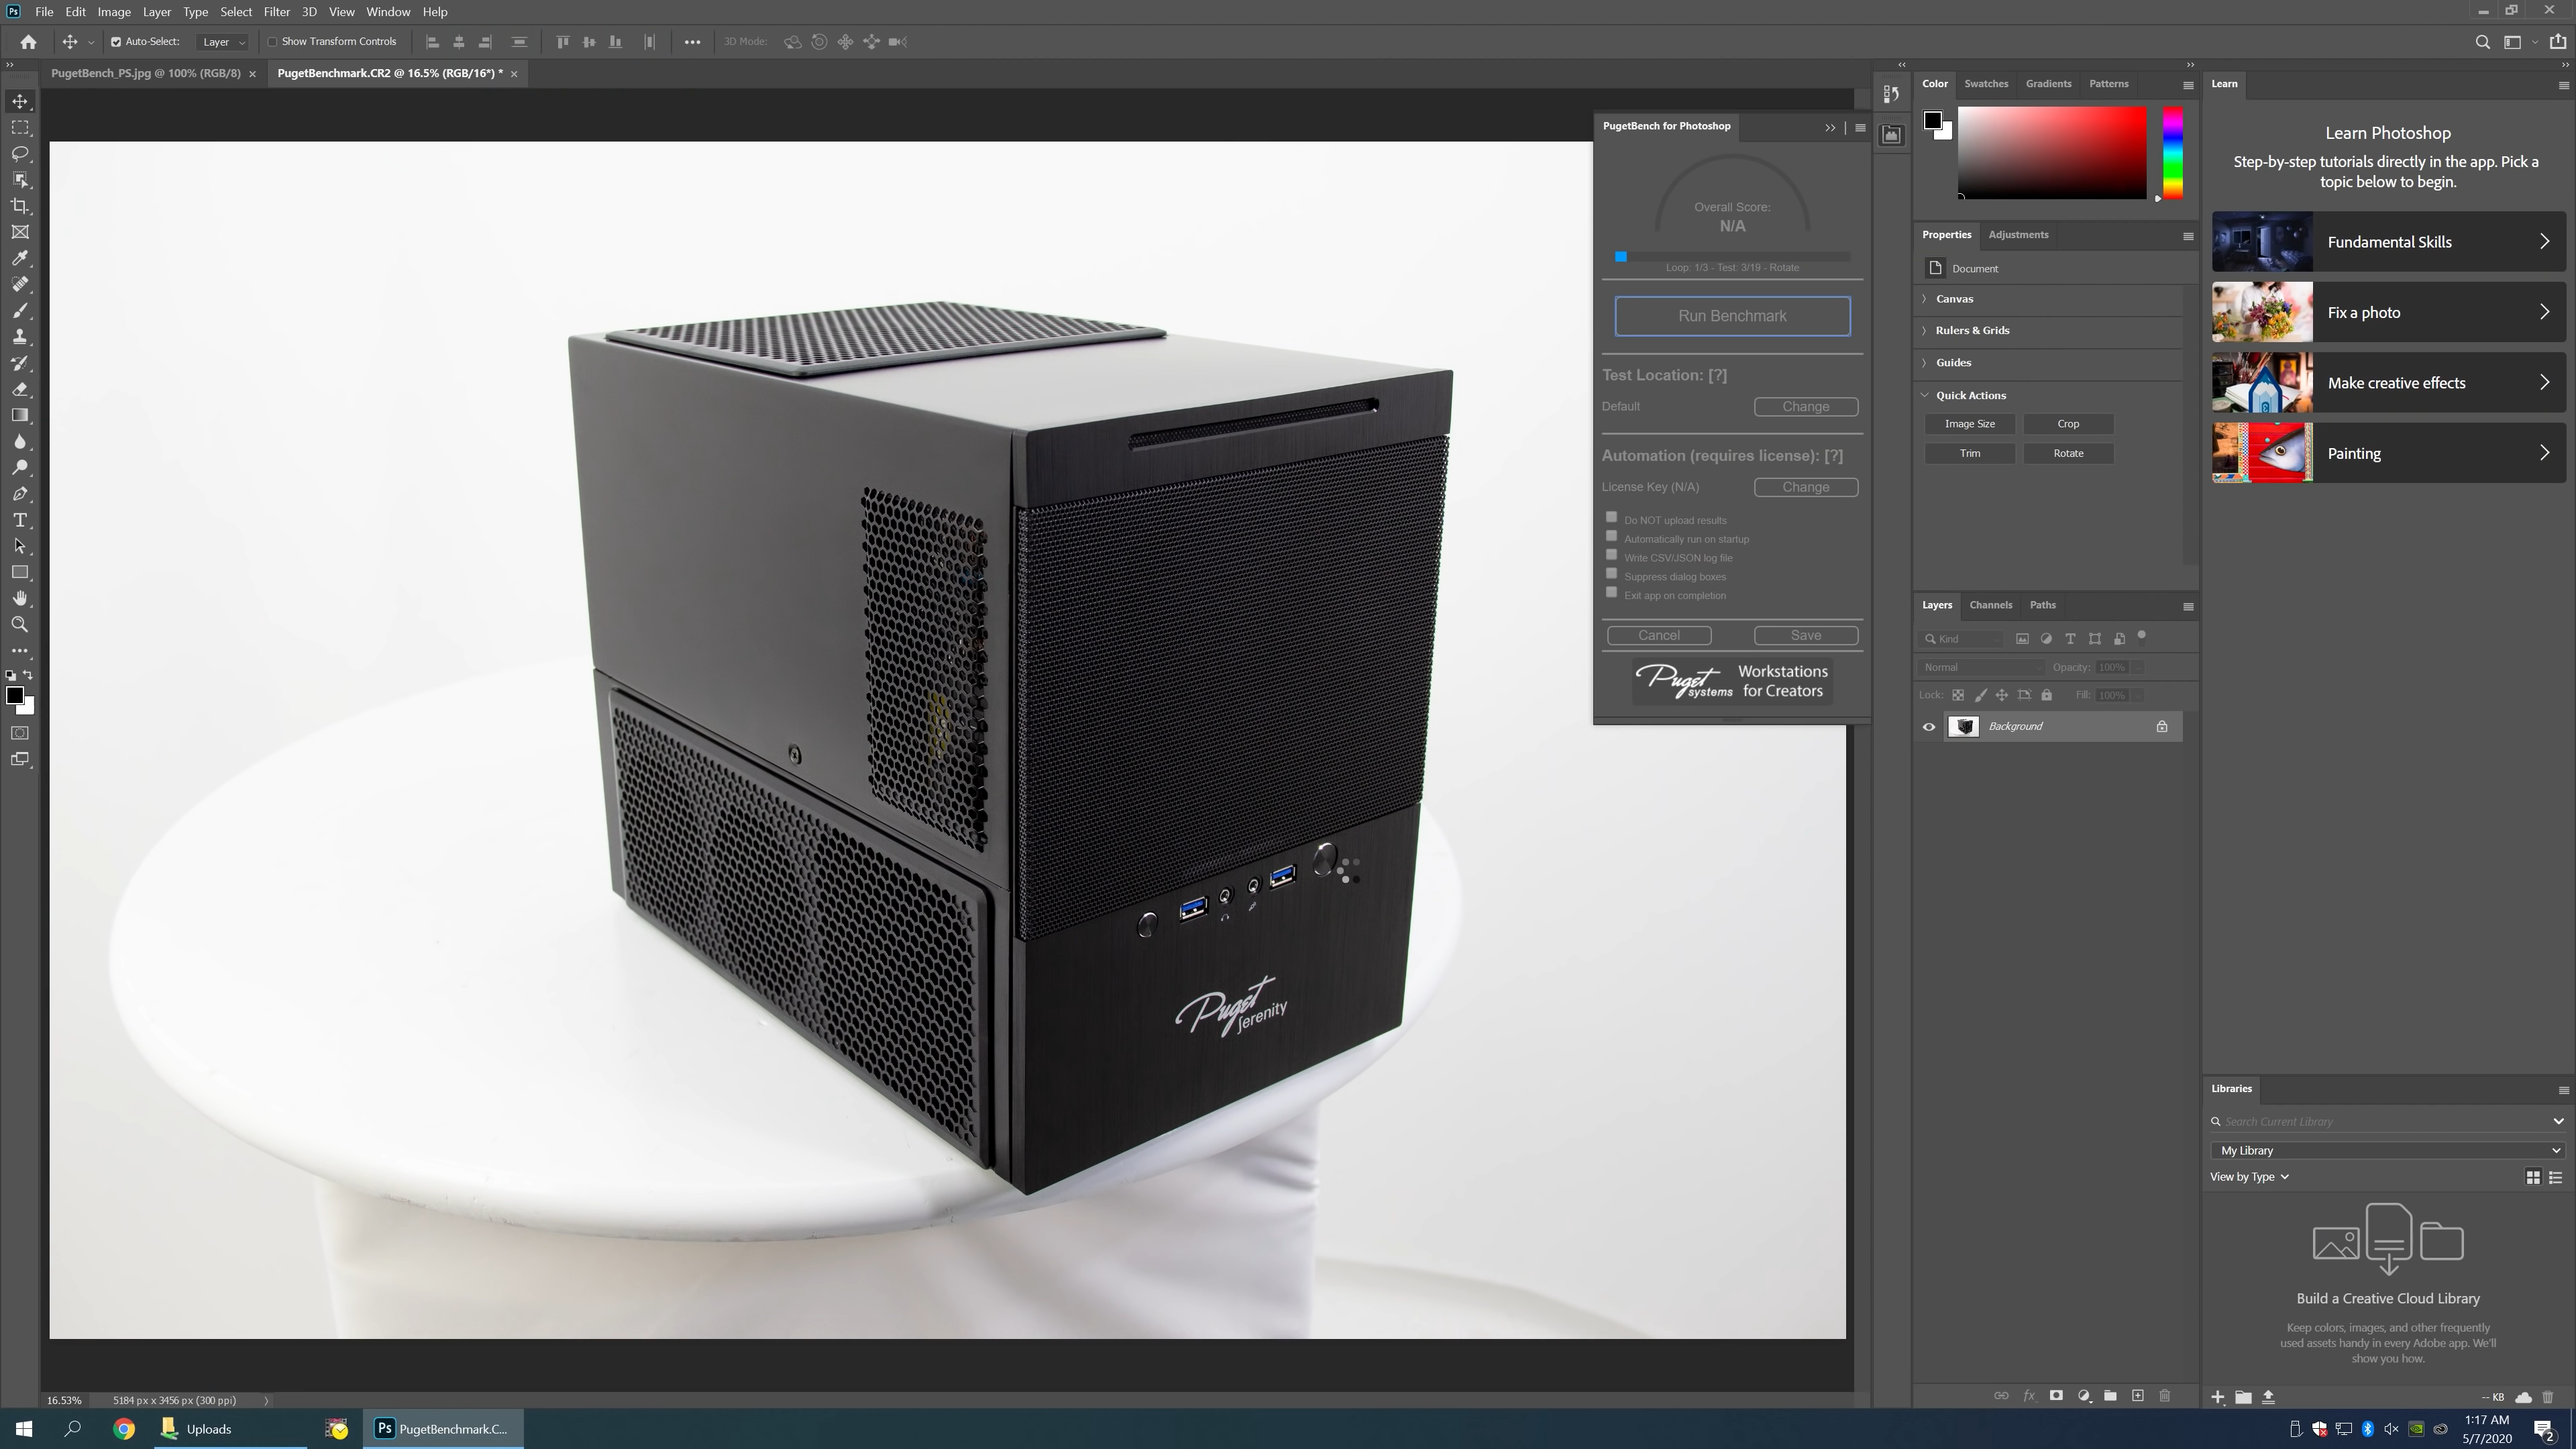 Ps File Edit Image Layer Type Select Filter 3D View Window Help
Auto-Select: Layer Show Transform Controls 3D Mode:
PugetBench_PS.jpg @ 100% (RGB/8) PugetBenchmark.CR2 @ 16.5% (RGB/16*) *
PugetBench for Photoshop
Overall Score:
N/A
Loop: 1/3 - Test: 3/19 - Rotate
Run Benchmark
Test Location: [?]
Default Change
Automation (requires license): [?]
License Key (N/A) Change
Do NOT upload results
Automatically run on startup
Write CSV/JSON log file
Suppress dialog boxes
Exit app on completion
Cancel Save
Puget systems Workstations
for Creators
Puget
Serenity
Color Swatches Gradients Patterns
Properties Adjustments
Document
Canvas
Rulers & Grids
Guides
Quick Actions
Image Size Crop
Trim Rotate
Layers Channels Paths
Kind
Normal Opacity: 100%
Lock: Fill: 100%
Background
Learn
Learn Photoshop
Step-by-step tutorials directly in the app. Pick a
topic below to begin.
Fundamental Skills
Fix a photo
Make creative effects
Painting
Libraries
Search Current Library
My Library
View by Type
Build a Creative Cloud Library
Keep colors, images, and other frequently
used assets handy in every Adobe app. We'll
show you how.
-- KB
fx
16.53% 5184 px x 3456 px (300 ppi)
Uploads
Ps PugetBenchmark.C...
1:17 AM
5/7/2020
2